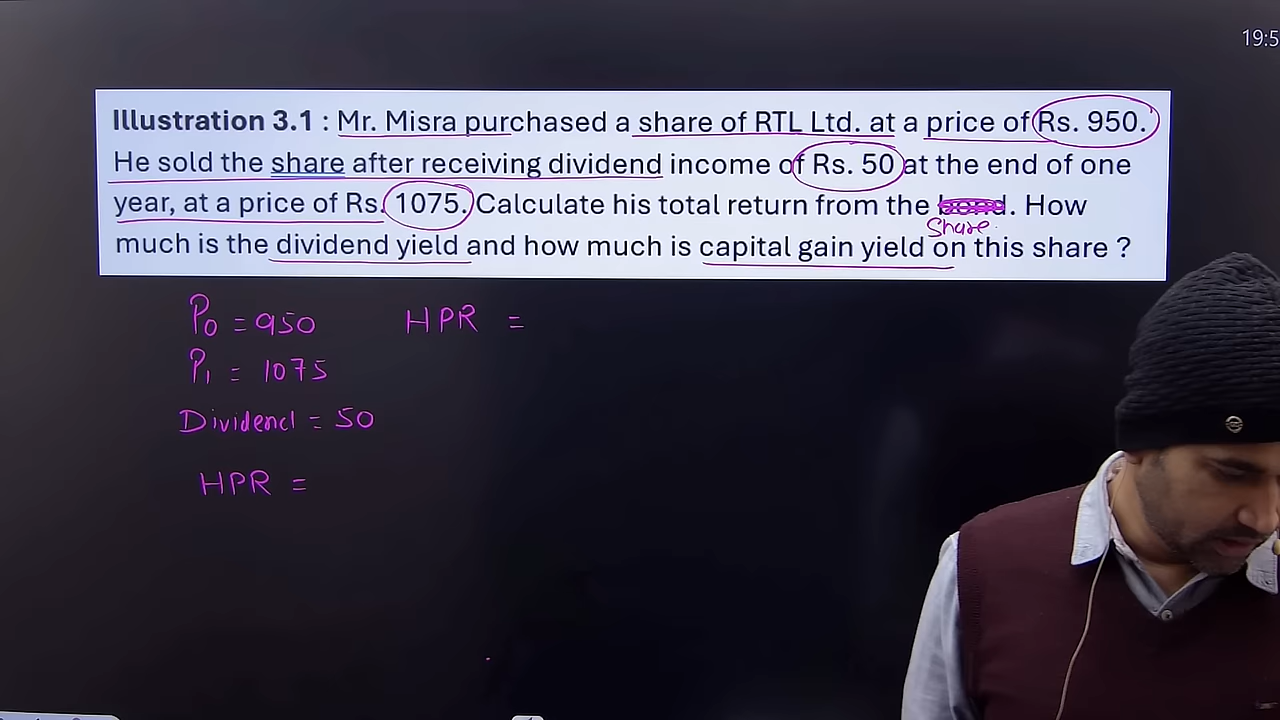 19:5
Illustration 3.1 : Mr. Misra purchased a share of RTL Ltd. at a price of Rs. 950.
He sold the share after receiving dividend income of Rs. 50 at the end of one
year, at a price of Rs. 1075. Calculate his total return from the bond. How
Share.
much is the dividend yield and how much is capital gain yield on this share ?
P0 = 950 HPR =
P1 = 1075
Dividend = 50
HPR =